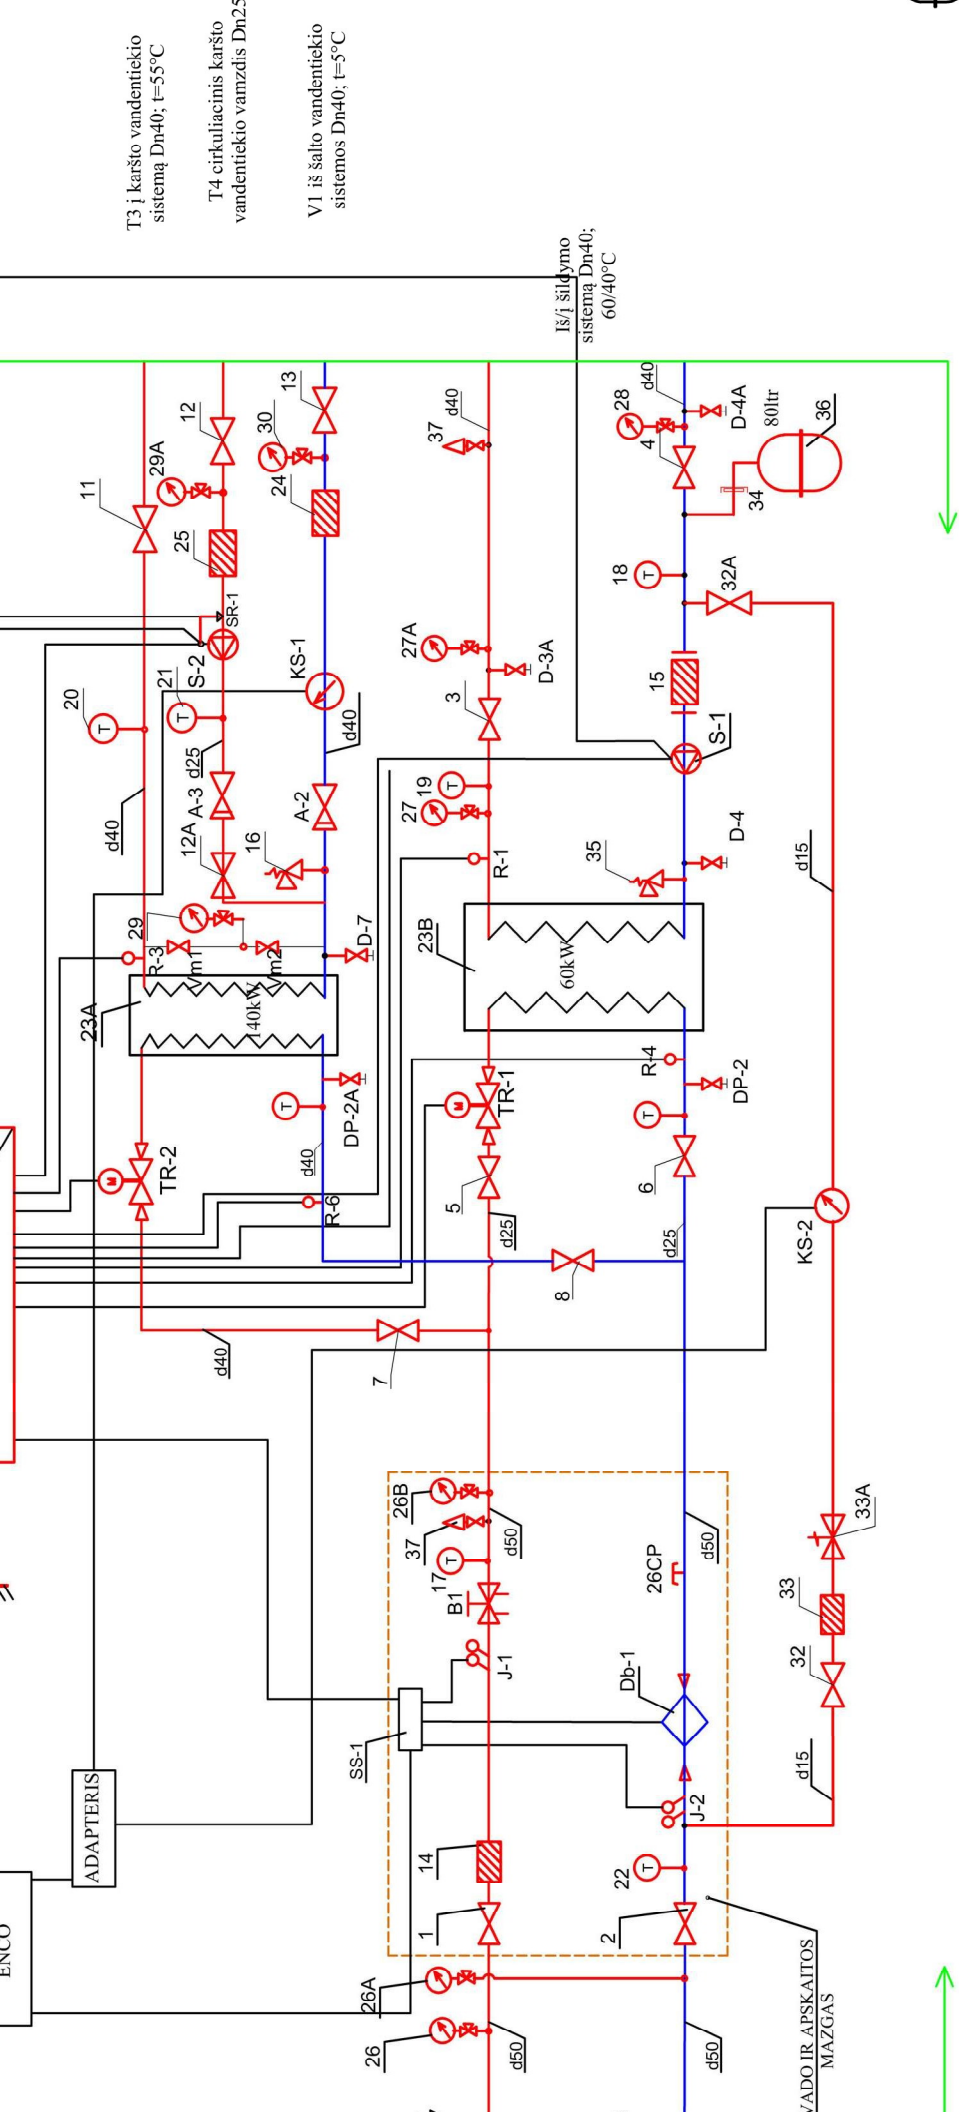 T3 į karšto vandentiekio
sistemą Dn40; t=55°C
T4 cirkuliacinis karšto
vandentiekio vamzdis Dn25
V1 iš šalto vandentiekio
sistemos Dn40; t=5°C
Iš/į šildymo
sistemą Dn40;
60/40°C
11
12
13
29A
30
25
24
37
d40
28
d40
4
D-4A
80ltr
36
34
SR-1
S-2
KS-1
20
21
d25
d40
d40
A-3
A-2
12A
16
29
R-3
Vm1
Vm2
D-7
23A
140kW
27A
D-3A
3
19
27
R-1
18
32A
15
S-1
D-4
35
d15
23B
60kW
T
T
T
T
T
T
T
T
M
M
TR-2
DP-2A
d40
R-6
TR-1
R-4
DP-2
5
d25
6
d25
8
KS-2
d40
7
26B
37
17
d50
B1
J-1
SS-1
26CP
d50
Db-1
J-2
33A
33
32
d15
ADAPTERIS
ENCO
14
1
22
2
26A
26
d50
d50
VADO IR APSKAITOS
MAZGAS